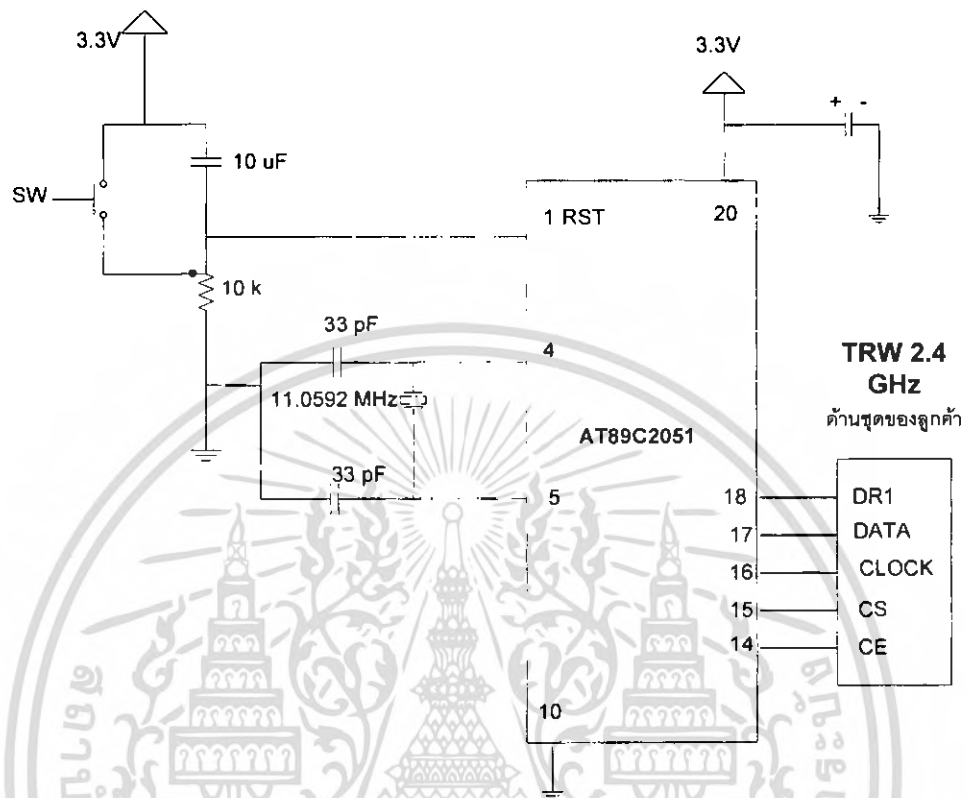 3.3V
3.3V
+ -
10 uF
SW
1 RST
20
10 k
33 pF
4
11.0592 MHz
TRW 2.4
GHz
ด้านชุดของลูกค้า
AT89C2051
33 pF
5
18
DR1
17
DATA
16
CLOCK
15
CS
14
CE
10